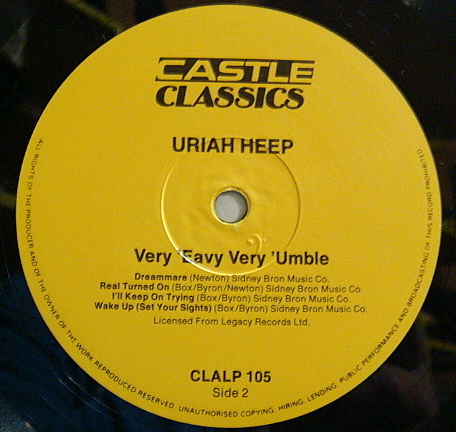 CASTLE
CLASSICS
URIAH HEEP
Very 'Eavy Very 'Umble
Dreammare (Newton) Sidney Bron Music Co.
Real Turned On (Box/Byron/Newton) Sidney Bron Music Co.
I'll Keep On Trying (Box/Byron) Sidney Bron Music Co.
Wake Up (Set Your Sights) (Box/Byron) Sidney Bron Music Co.
Licensed From Legacy Records Ltd.
CLALP 105
Side 2
ALL RIGHTS OF THE PRODUCER AND OF THE OWNER OF THE WORK REPRODUCED RESERVED. UNAUTHORISED COPYING, HIRING, LENDING, PUBLIC PERFORMANCE AND BROADCASTING OF THIS RECORD PROHIBITED.